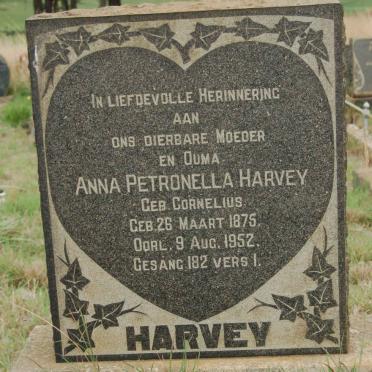 IN LIEFDEVOLLE HERINNERING
AAN
ONS DIERBARE MOEDER
EN OUMA
ANNA PETRONELLA HARVEY
GEB. CORNELIUS.
GEB. 26 MAART 1875.
OORL. 9 AUG. 1952.
GESANG 182 VERS 1.
HARVEY